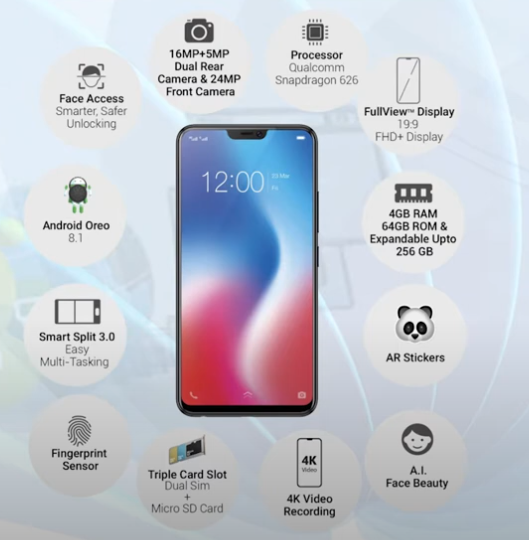 16MP+5MP
Dual Rear
Camera & 24MP
Front Camera
Processor
Qualcomm
Snapdragon 626
Face Access
Smarter, Safer
Unlocking
FullView™ Display
19:9
FHD+ Display
12:00
Android Oreo
8.1
4GB RAM
64GB ROM &
Expandable Upto
256 GB
Smart Split 3.0
Easy
Multi-Tasking
AR Stickers
Fingerprint
Sensor
Triple Card Slot
Dual Sim
+
Micro SD Card
4K
Video
4K Video
Recording
A.I.
Face Beauty